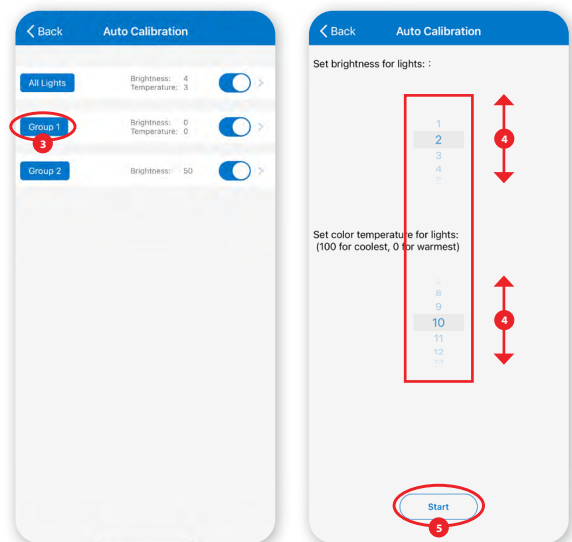 Back Auto Calibration
All Lights Brightness: 4
Temperature: 3
Group 1 Brightness: 0
Temperature: 0
3
Group 2 Brightness: 50
Back Auto Calibration
Set brightness for lights: :
1
2
3
4
4
Set color temperature for lights:
(100 for coolest, 0 for warmest)
8
9
10
11
12
4
Start
5